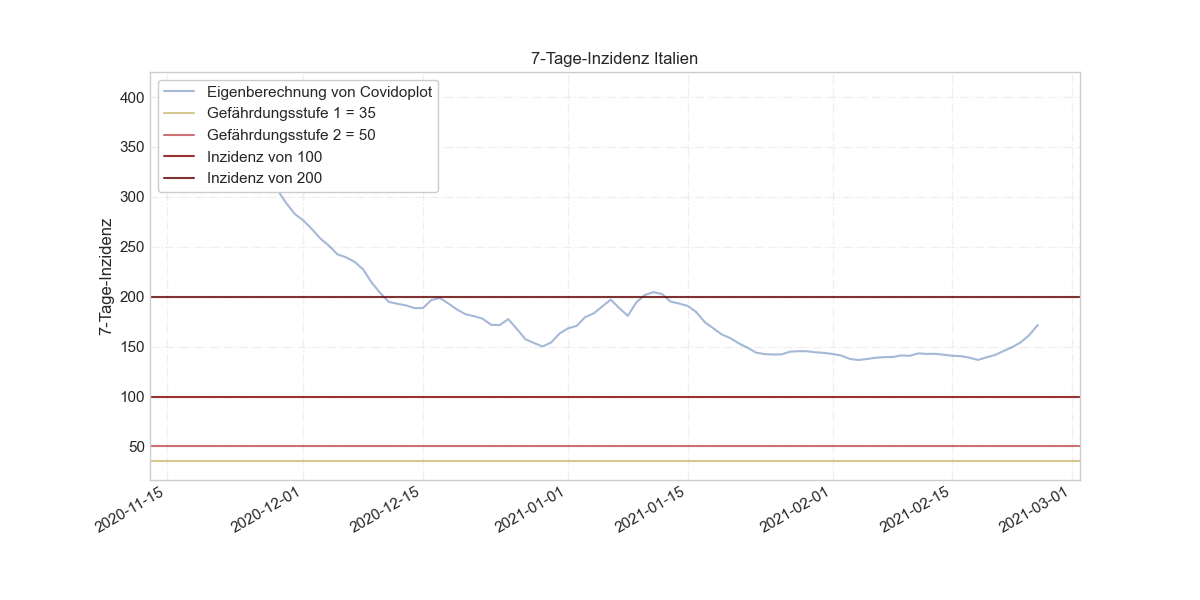 7-Tage-Inzidenz Italien
Eigenberechnung von Covidoplot
Gefährdungsstufe 1 = 35
Gefährdungsstufe 2 = 50
Inzidenz von 100
Inzidenz von 200
7-Tage-Inzidenz
400
350
300
250
200
150
100
50
2020-11-15
2020-12-01
2020-12-15
2021-01-01
2021-01-15
2021-02-01
2021-02-15
2021-03-01